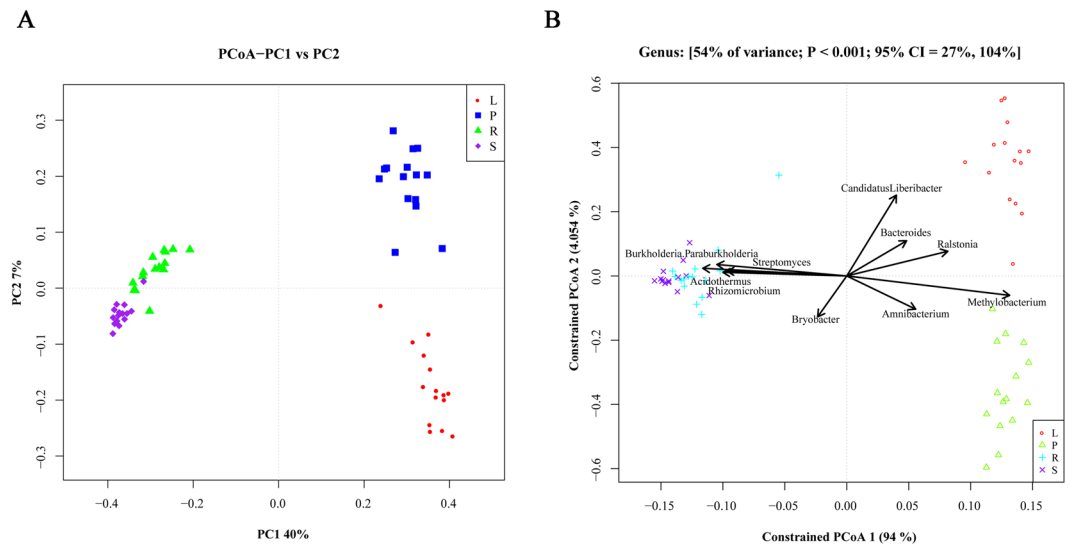 A
B
PCoA−PC1 vs PC2
Genus: [54% of variance; P < 0.001; 95% CI = 27%, 104%]
L
P
R
S
PC2 7%
0.3
0.2
0.1
0.0
−0.1
−0.2
−0.3
−0.4
−0.2
0.0
0.2
0.4
PC1 40%
Constrained PCoA 2 (4.054 %)
0.6
0.4
0.2
0.0
−0.2
−0.4
−0.6
CandidatusLiberibacter
Bacteroides
Ralstonia
Burkholderia Paraburkholderia
Streptomyces
Acidothermus
Rhizomicrobium
Methylobacterium
Bryobacter
Amnibacterium
L
P
R
S
−0.15
−0.10
−0.05
0.00
0.05
0.10
0.15
Constrained PCoA 1 (94 %)